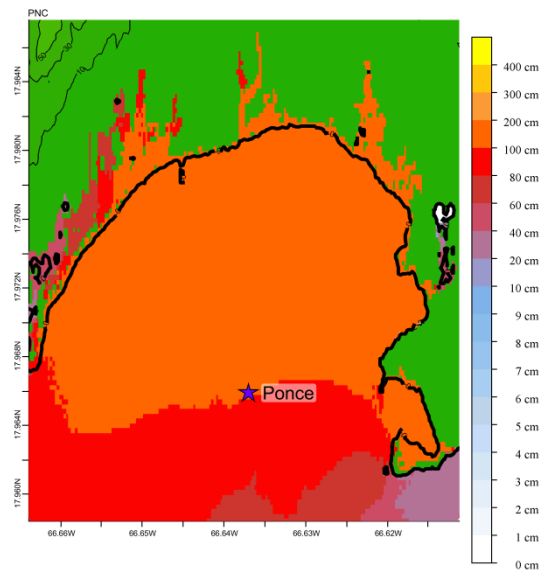 PNC
17.984N
17.980N
17.976N
17.972N
17.968N
17.964N
17.960N
50
30
10
Ponce
66.66W
66.65W
66.64W
66.63W
66.62W
400 cm
300 cm
200 cm
100 cm
80 cm
60 cm
40 cm
20 cm
10 cm
9 cm
8 cm
7 cm
6 cm
5 cm
4 cm
3 cm
2 cm
1 cm
0 cm